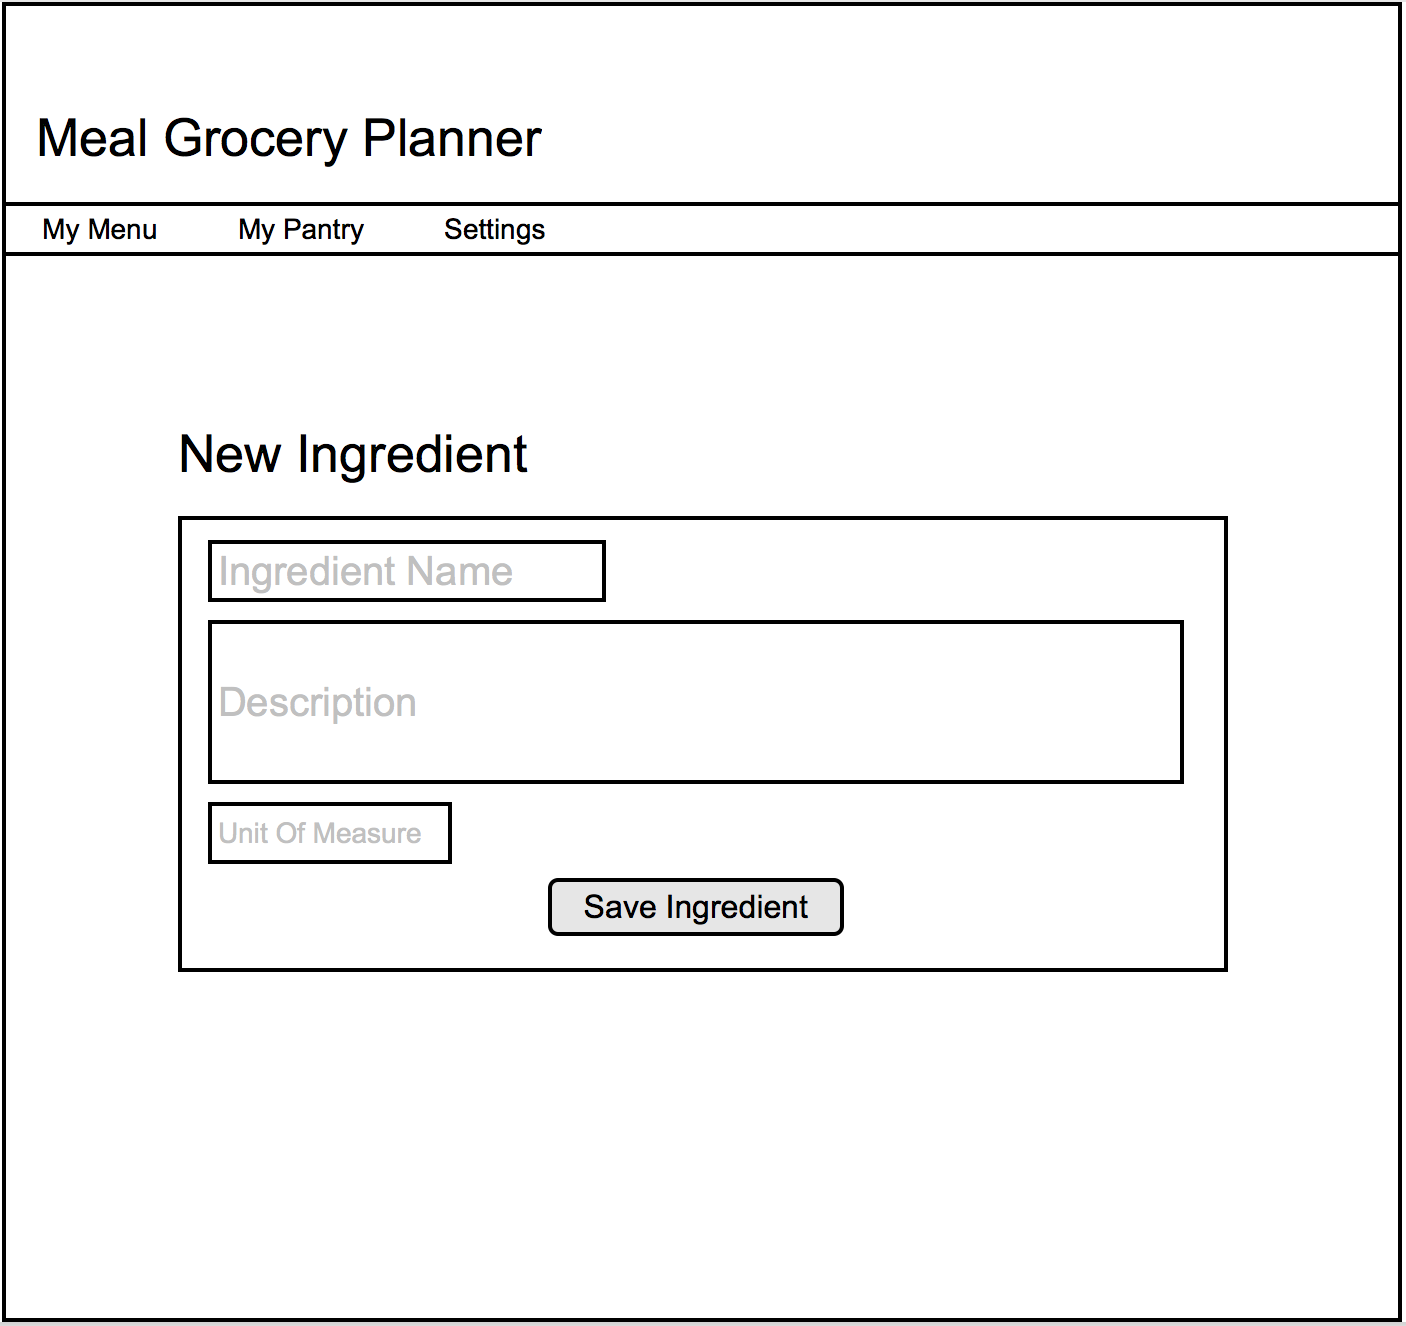 Meal Grocery Planner
My Menu My Pantry Settings
New Ingredient
Ingredient Name
Description
Unit Of Measure
Save Ingredient